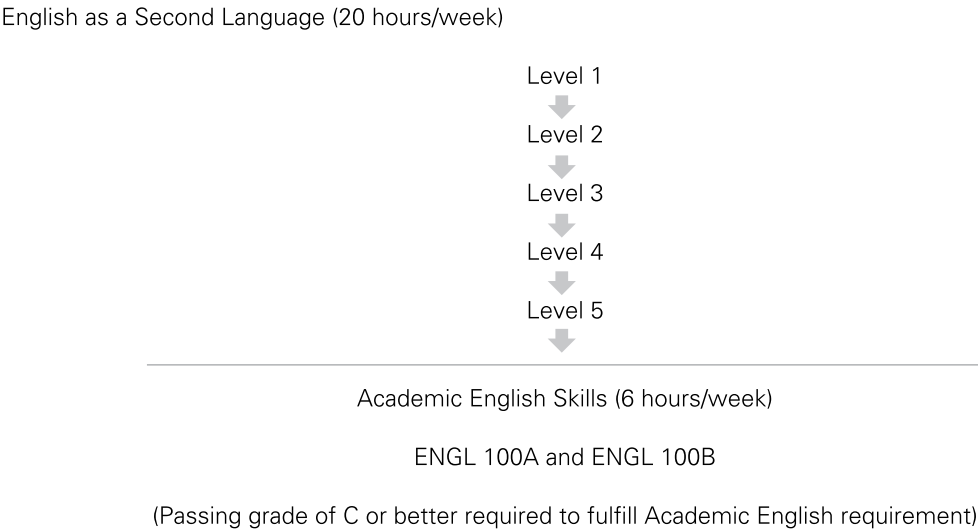 English as a Second Language (20 hours/week)
Level 1
Level 2
Level 3
Level 4
Level 5
Academic English Skills (6 hours/week)
ENGL 100A and ENGL 100B
(Passing grade of C or better required to fulfill Academic English requirement)